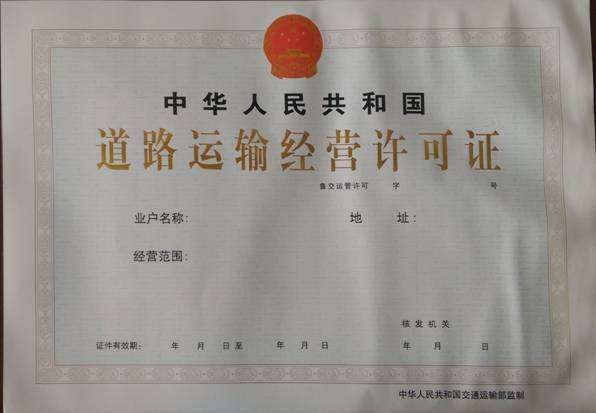 中华人民共和国
道路运输经营许可证
鲁交运管许可 字 号
业户名称: 地 址:
经营范围:
核发机关
证件有效期: 年 月 日至 年 月 日 年 月 日
中华人民共和国交通运输部监制